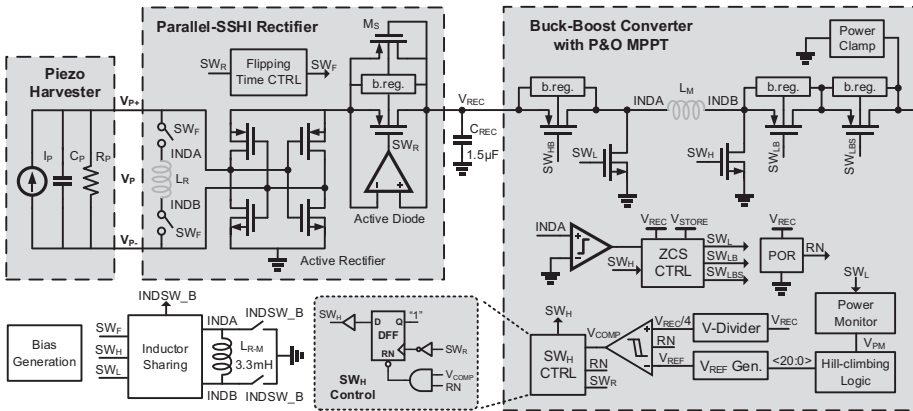 Piezo
Harvester
V_P+
V_P
V_P-
I_P
C_P
R_P
Parallel-SSHI Rectifier
SW_R
Flipping
Time CTRL
SW_F
M_S
b.reg.
SW_F
INDA
L_R
INDB
SW_F
SW_R
Active Diode
Active Rectifier
V_REC
C_REC
1.5μF
Buck-Boost Converter
with P&O MPPT
Power
Clamp
b.reg.
INDA
L_M
INDB
b.reg.
b.reg.
SW_HB
SW_L
SW_H
SW_LB
SW_LBS
INDA
V_REC
V_STORE
SW_H
ZCS
CTRL
SW_L
SW_LB
SW_LBS
V_REC
POR
RN
SW_L
Power
Monitor
V_PM
Hill-climbing
Logic
<20:0>
V-Divider
V_REC
V_REC/4
RN
V_REF
V_REF Gen.
V_COMP
SW_H
SW_H
CTRL
RN
SW_R
Bias
Generation
INDSW_B
SW_F
SW_H
SW_L
Inductor
Sharing
INDA
INDSW_B
L_R-M
3.3mH
INDB
INDSW_B
SW_H
D
Q
"1"
DFF
RN
SW_R
V_COMP
RN
SW_H
Control